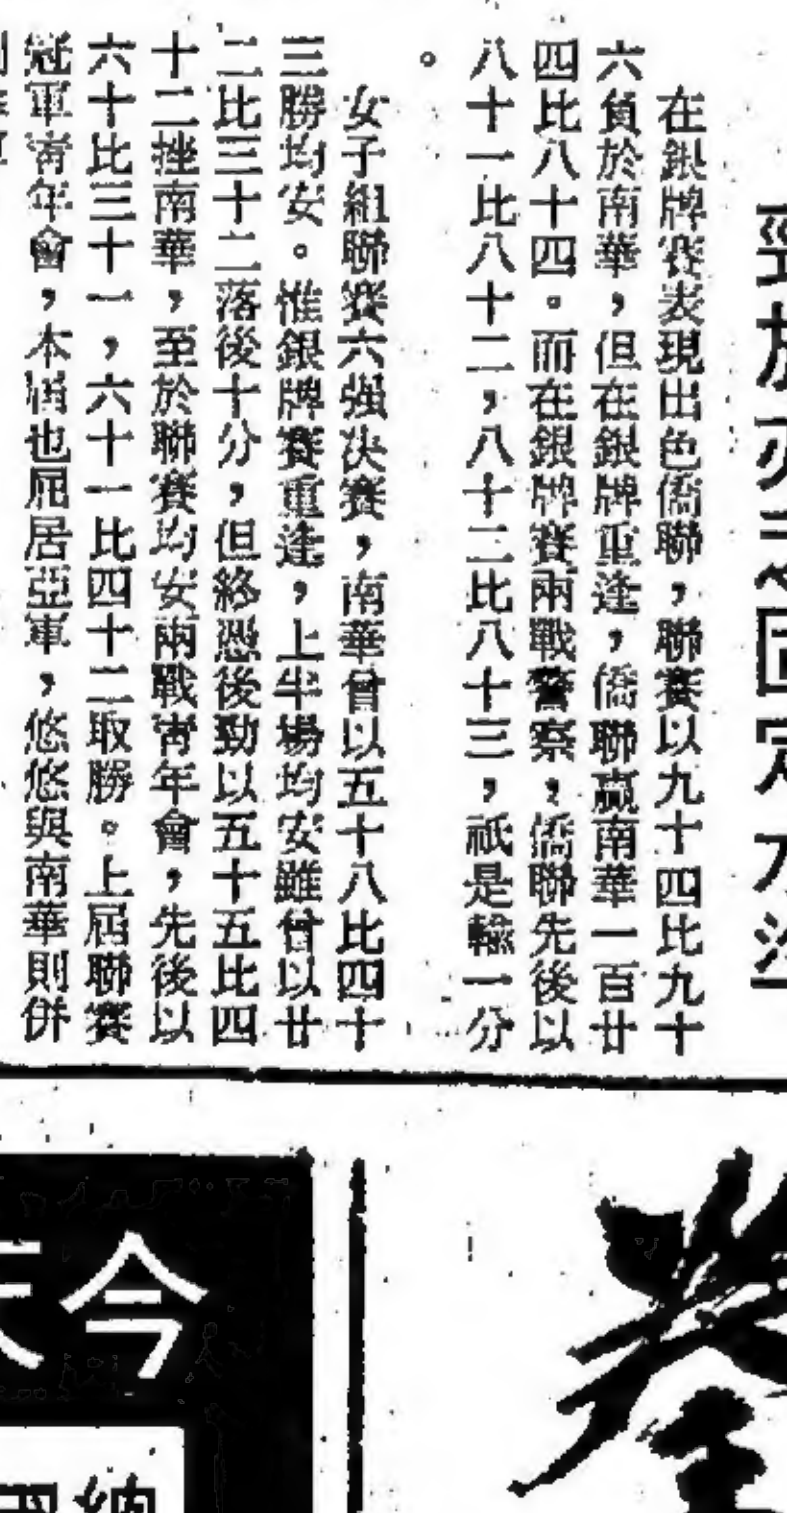 在銀牌賽表現出色僑聯，聯賽以九十四比九十
六負於南華，但在銀牌重逢，僑聯贏南華一百廿
四比八十四。而在銀牌賽兩戰警察，僑聯先後以
八十一比八十二，八十二比八十三，祇是輸一分
。
女子組聯賽六強決賽，南華曾以五十八比四十
三勝均安。惟銀牌賽重逢，上半場均安雖曾以廿
二比三十二落後十分，但終憑後勁以五十五比四
十二挫南華，至於聯賽均安兩戰青年會，先後以
六十比三十一，六十一比四十二取勝。上屆聯賽
冠軍青年會，本屆也屈居亞軍，悠悠與南華則併
今